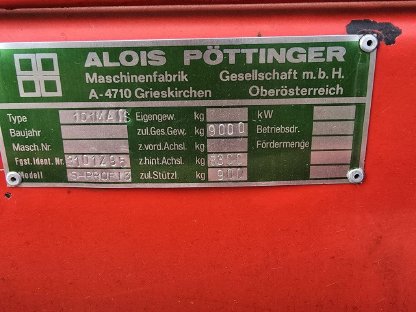 ALOIS PÖTTINGER
Maschinenfabrik Gesellschaft m.b.H.
A-4710 Grieskirchen Oberösterreich
Type Eigengew. kg kW
Baujahr zul.Ges.Gew. kg 9000 Betriebsdr.
Masch.Nr. z.vord.Achsl. kg Fördermenge
Fgst.Ident.Nr. z.hint.Achsl. kg
Modell zul.Stützl. kg 900